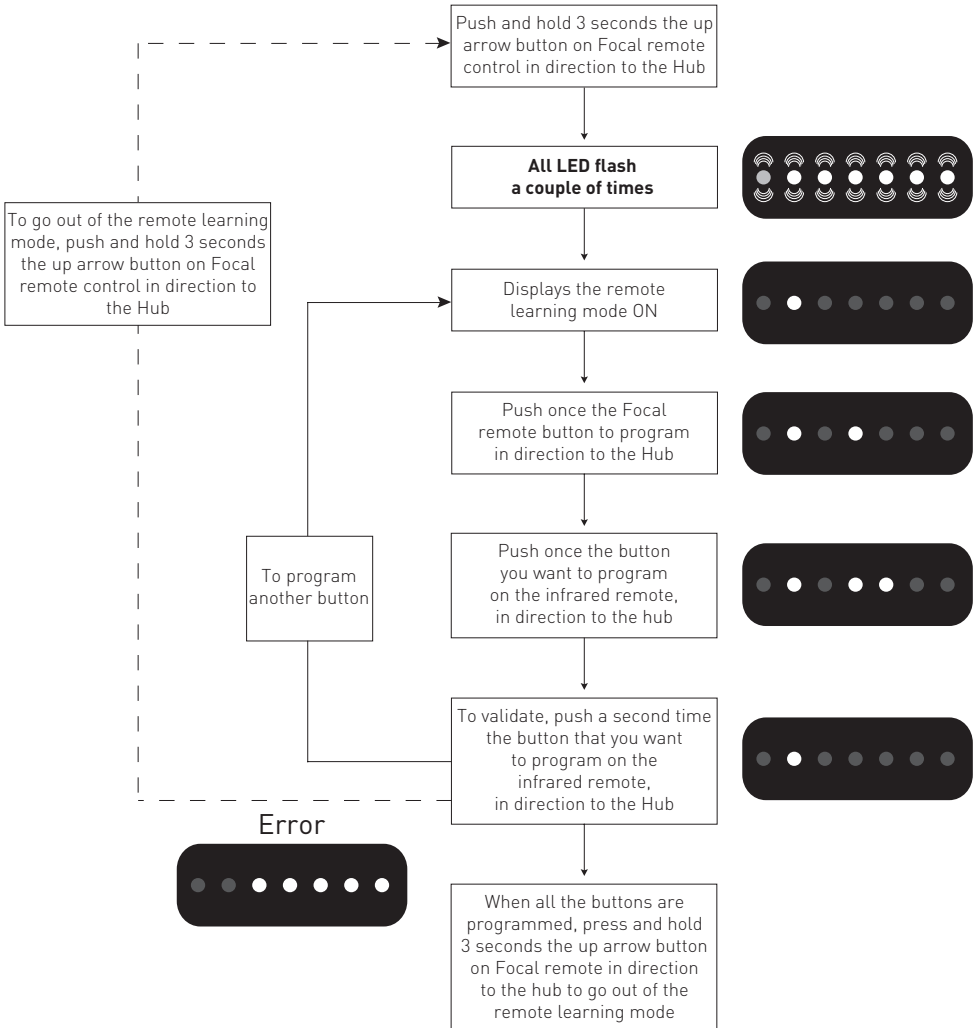 Push and hold 3 seconds the up
arrow button on Focal remote
control in direction to the Hub
All LED flash
a couple of times
To go out of the remote learning
mode, push and hold 3 seconds
the up arrow button on Focal
remote control in direction to
the Hub
Displays the remote
learning mode ON
Push once the Focal
remote button to program
in direction to the Hub
Push once the button
you want to program
on the infrared remote,
in direction to the hub
To program
another button
To validate, push a second time
the button that you want
to program on the
infrared remote,
in direction to the Hub
Error
When all the buttons are
programmed, press and hold
3 seconds the up arrow button
on Focal remote in direction
to the hub to go out of the
remote learning mode